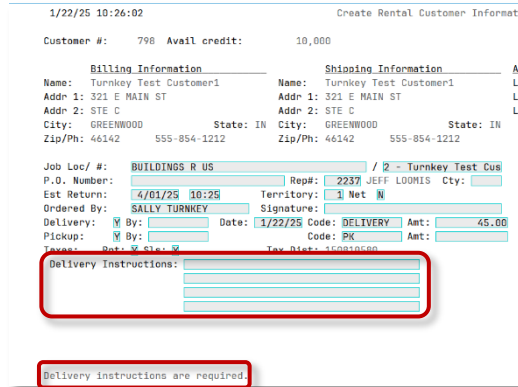 1/22/25 10:26:02 Create Rental Customer Informat
Customer #: 798 Avail credit: 10,000
Billing Information Shipping Information A
Name: Turnkey Test Customer1 Name: Turnkey Test Customer1 L
Addr 1: 321 E MAIN ST Addr 1: 321 E MAIN ST L
Addr 2: STE C Addr 2: STE C L
City: GREENWOOD State: IN City: GREENWOOD State: IN L
Zip/Ph: 46142 555-854-1212 Zip/Ph: 46142 555-854-1212
Job Loc/ #: BUILDINGS R US / 2 - Turnkey Test Cus
P.O. Number: Rep#: 2237 JEFF LOOMIS Cty:
Est Return: 4/01/25 10:25 Territory: 1 Net N
Ordered By: SALLY TURNKEY Signature:
Delivery: Y By: Date: 1/22/25 Code: DELIVERY Amt: 45.00
Pickup: Y By: Code: PK Amt:
Taxes: Rnt: Y Sls: Y Tax Dist:
Delivery Instructions:
Delivery instructions are required.